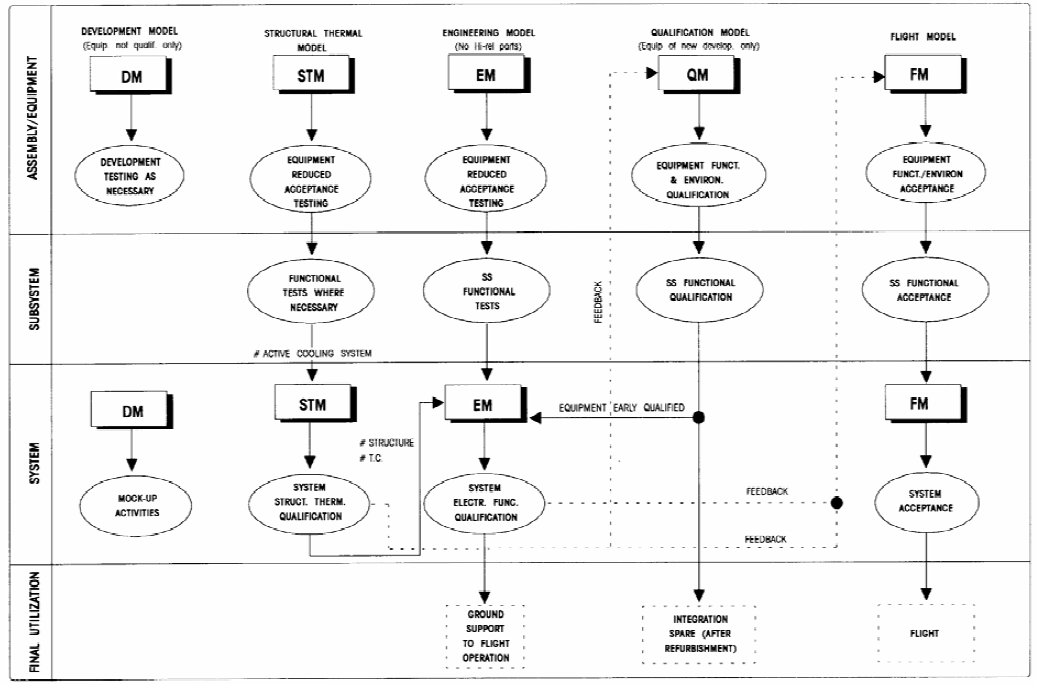 ASSEMBLY/EQUIPMENT
DEVELOPMENT MODEL
(Equip. not qualif. only)
DM
DEVELOPMENT
TESTING AS
NECESSARY
STRUCTURAL THERMAL
MODEL
STM
EQUIPMENT
REDUCED
ACCEPTANCE
TESTING
ENGINEERING MODEL
(No Hi-rel parts)
EM
EQUIPMENT
REDUCED
ACCEPTANCE
TESTING
QUALIFICATION MODEL
(Equip of new develop. only)
QM
EQUIPMENT FUNCT.
& ENVIRON.
QUALIFICATION
FLIGHT MODEL
FM
EQUIPMENT
FUNCT./ENVIRON
ACCEPTANCE
SUBSYSTEM
FUNCTIONAL
TESTS WHERE
NECESSARY
# ACTIVE COOLING SYSTEM
SS
FUNCTIONAL
TESTS
FEEDBACK
SS FUNCTIONAL
QUALIFICATION
SS FUNCTIONAL
ACCEPTANCE
SYSTEM
DM
MOCK-UP
ACTIVITIES
STM
SYSTEM
STRUCT. THERM.
QUALIFICATION
# STRUCTURE
# T.C.
EM
SYSTEM
ELECTR. FUNC.
QUALIFICATION
EQUIPMENT EARLY QUALIFIED
FEEDBACK
FEEDBACK
FM
SYSTEM
ACCEPTANCE
FINAL UTILIZATION
GROUND
SUPPORT
TO FLIGHT
OPERATION
INTEGRATION
SPARE (AFTER
REFURBISHMENT)
FLIGHT